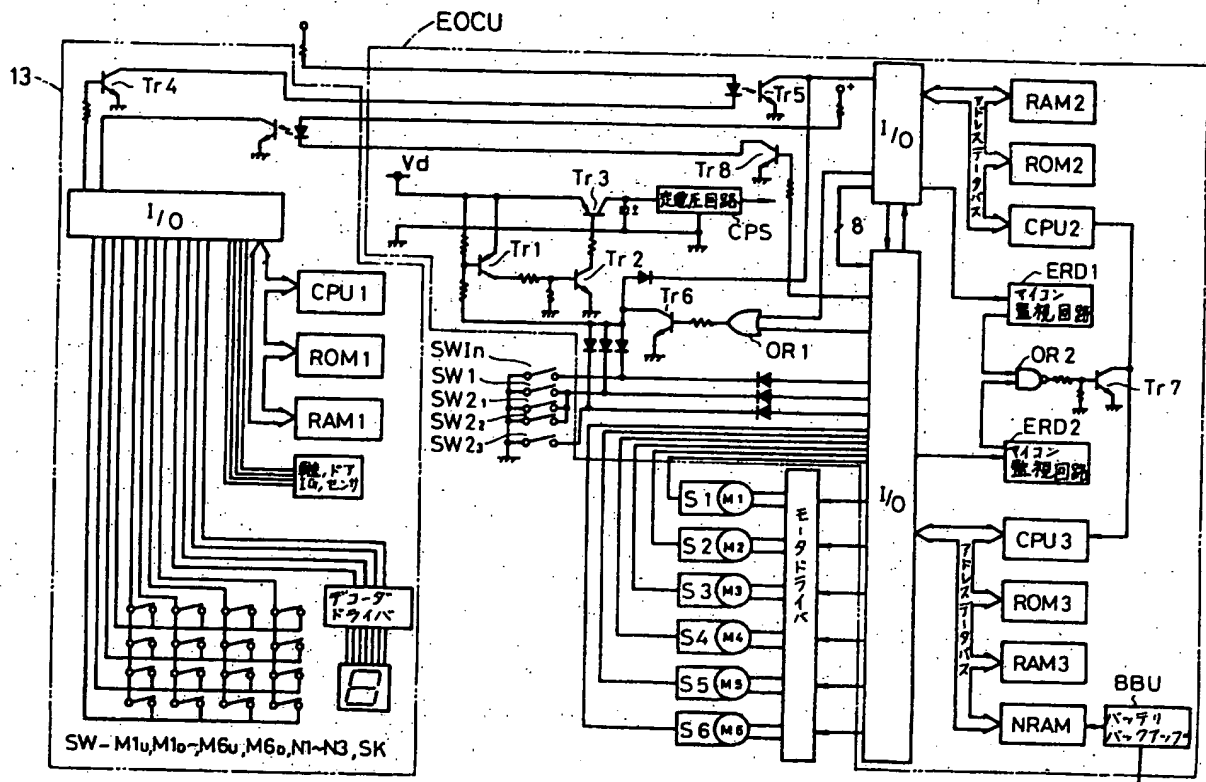 EOCU
13
Tr4
Tr5
I/O
RAM2
ROM2
CPU2
アドレスデータバス
Vd
Tr3
Tr8
定電圧回路
CPS
I/O
Tr1
Tr2
8
CPU1
ROM1
RAM1
Tr6
OR1
ERD1
マイコン
監視回路
OR2
Tr7
ERD2
マイコン
監視回路
SWIn
SW1
SW2₁
SW2₂
SW2₃
ドア
IG,センサ
I/O
S1 M1
S2 M2
S3 M3
S4 M4
S5 M5
S6 M6
モータドライバ
CPU3
ROM3
RAM3
NRAM
アドレスデータバス
BBU
バッテリ
バックアップ
デコーダ
ドライバ
8
SW-M1u,M1D~M6u,M6D,N1~N3,SK